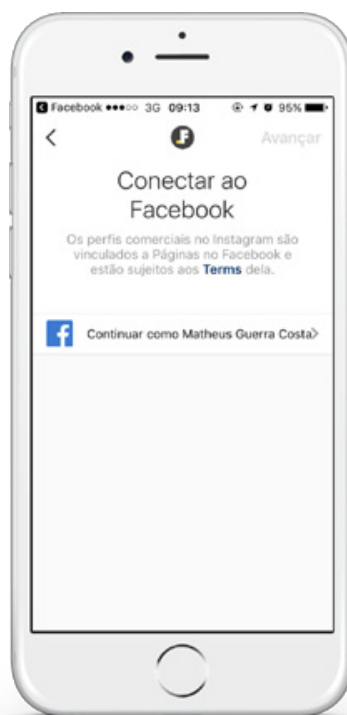 Facebook 3G 09:13 95%
Avançar
Conectar ao
Facebook
Os perfis comerciais no Instagram são
vinculados a Páginas no Facebook e
estão sujeitos aos Terms dela.
f Continuar como Matheus Guerra Costa